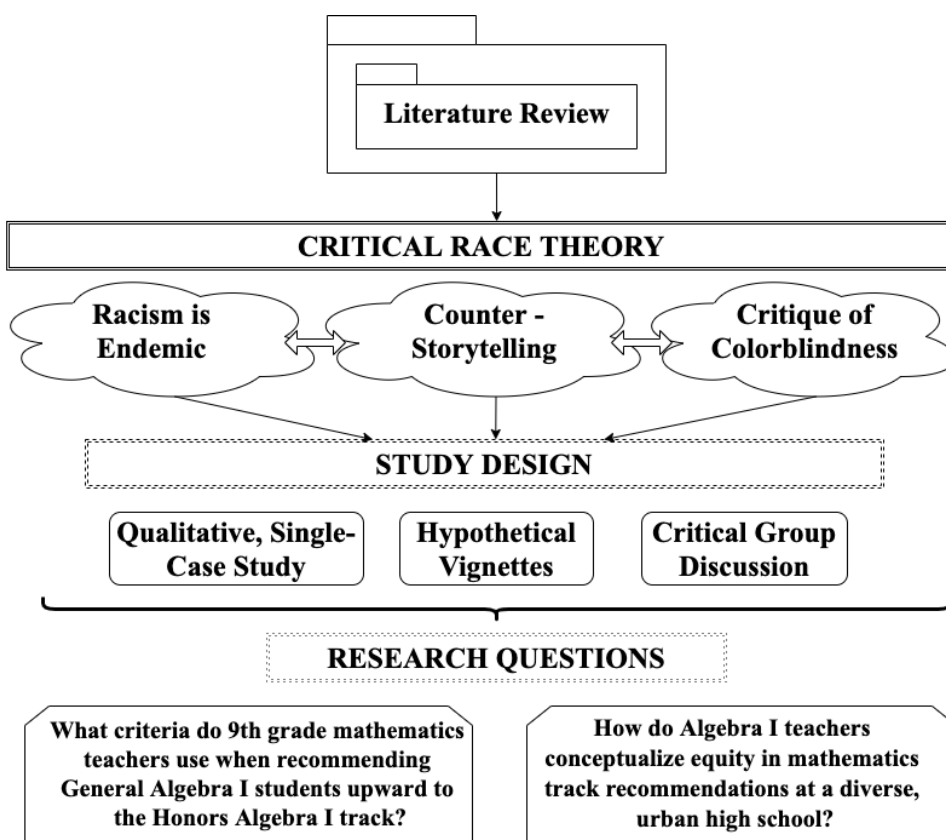 Literature Review
CRITICAL RACE THEORY
Racism is
Endemic
Counter -
Storytelling
Critique of
Colorblindness
STUDY DESIGN
Qualitative, Single-
Case Study
Hypothetical
Vignettes
Critical Group
Discussion
RESEARCH QUESTIONS
What criteria do 9th grade mathematics
teachers use when recommending
General Algebra I students upward to
the Honors Algebra I track?
How do Algebra I teachers
conceptualize equity in mathematics
track recommendations at a diverse,
urban high school?